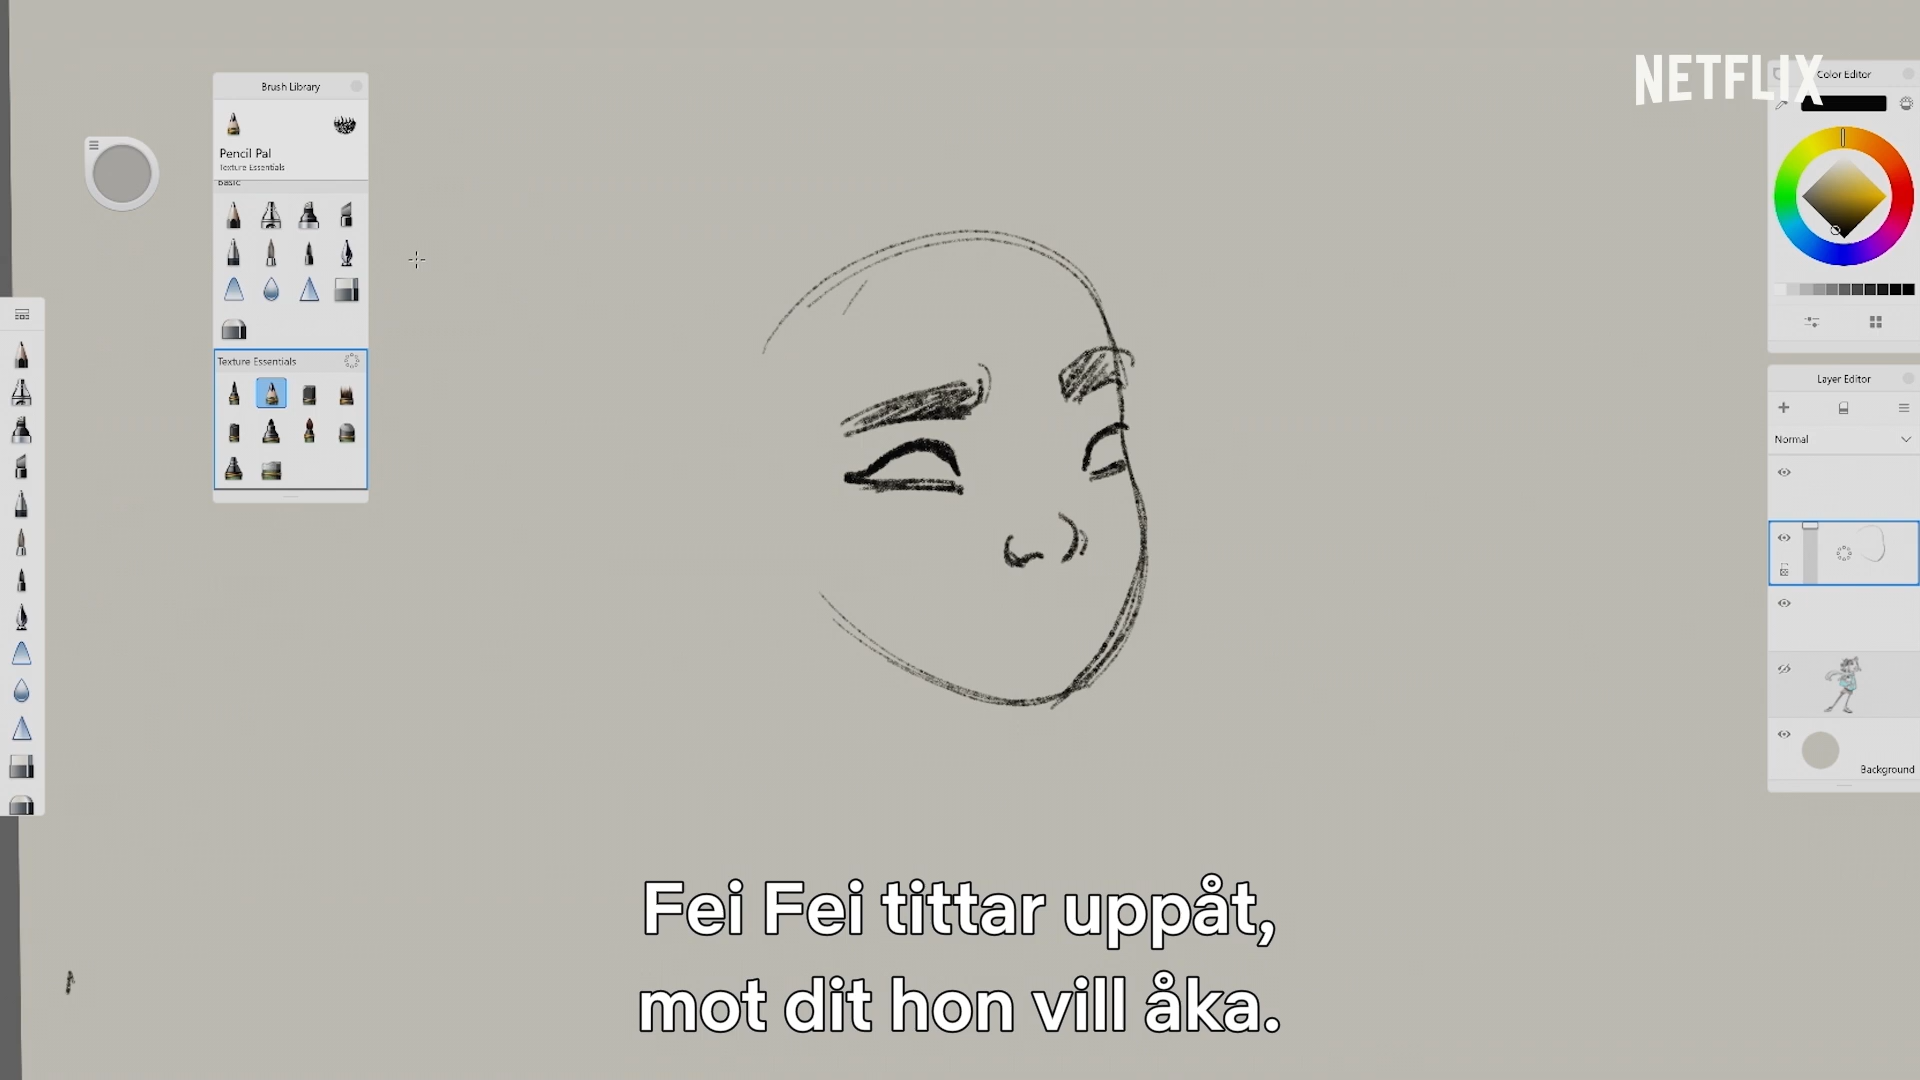 NETFLIX
Brush Library
Color Editor
Pencil Pal
Texture Essentials
Basic
Texture Essentials
Layer Editor
Normal
Background
Fei Fei tittar uppåt,
mot dit hon vill åka.